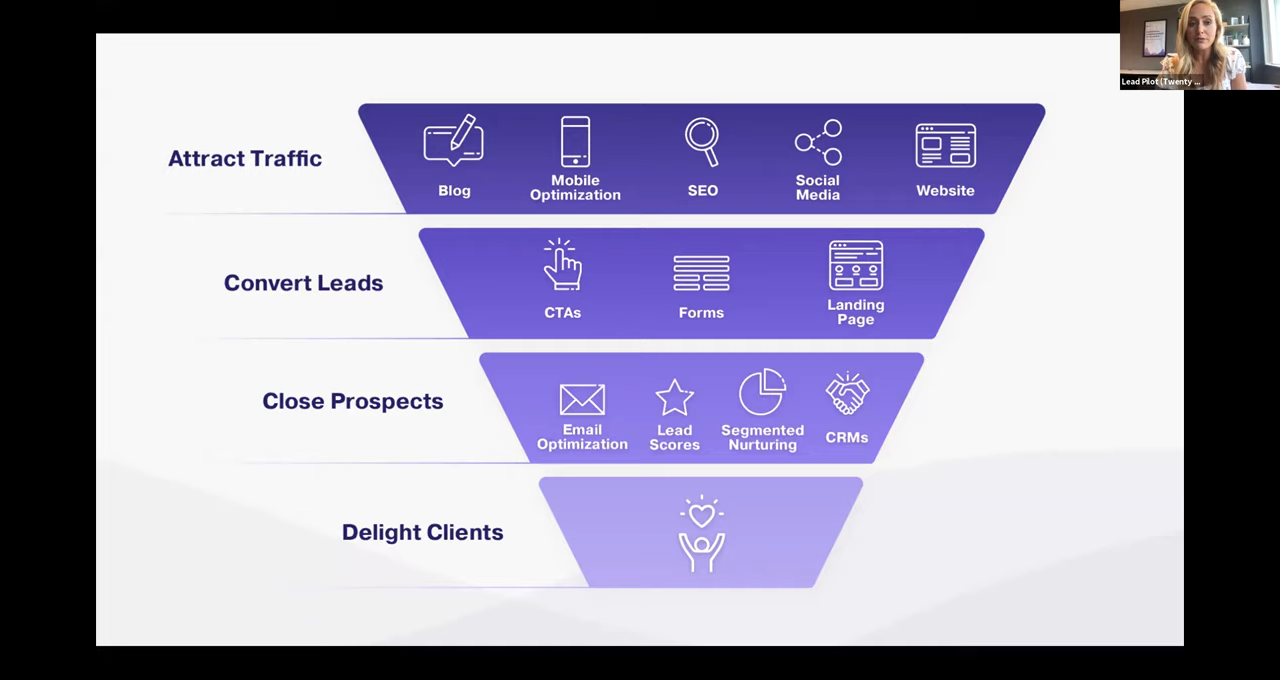 Lead Pilot (Twenty ...
Attract Traffic
Blog
Mobile
Optimization
SEO
Social
Media
Website
Convert Leads
CTAs
Forms
Landing
Page
Close Prospects
Email
Optimization
Lead
Scores
Segmented
Nurturing
CRMs
Delight Clients